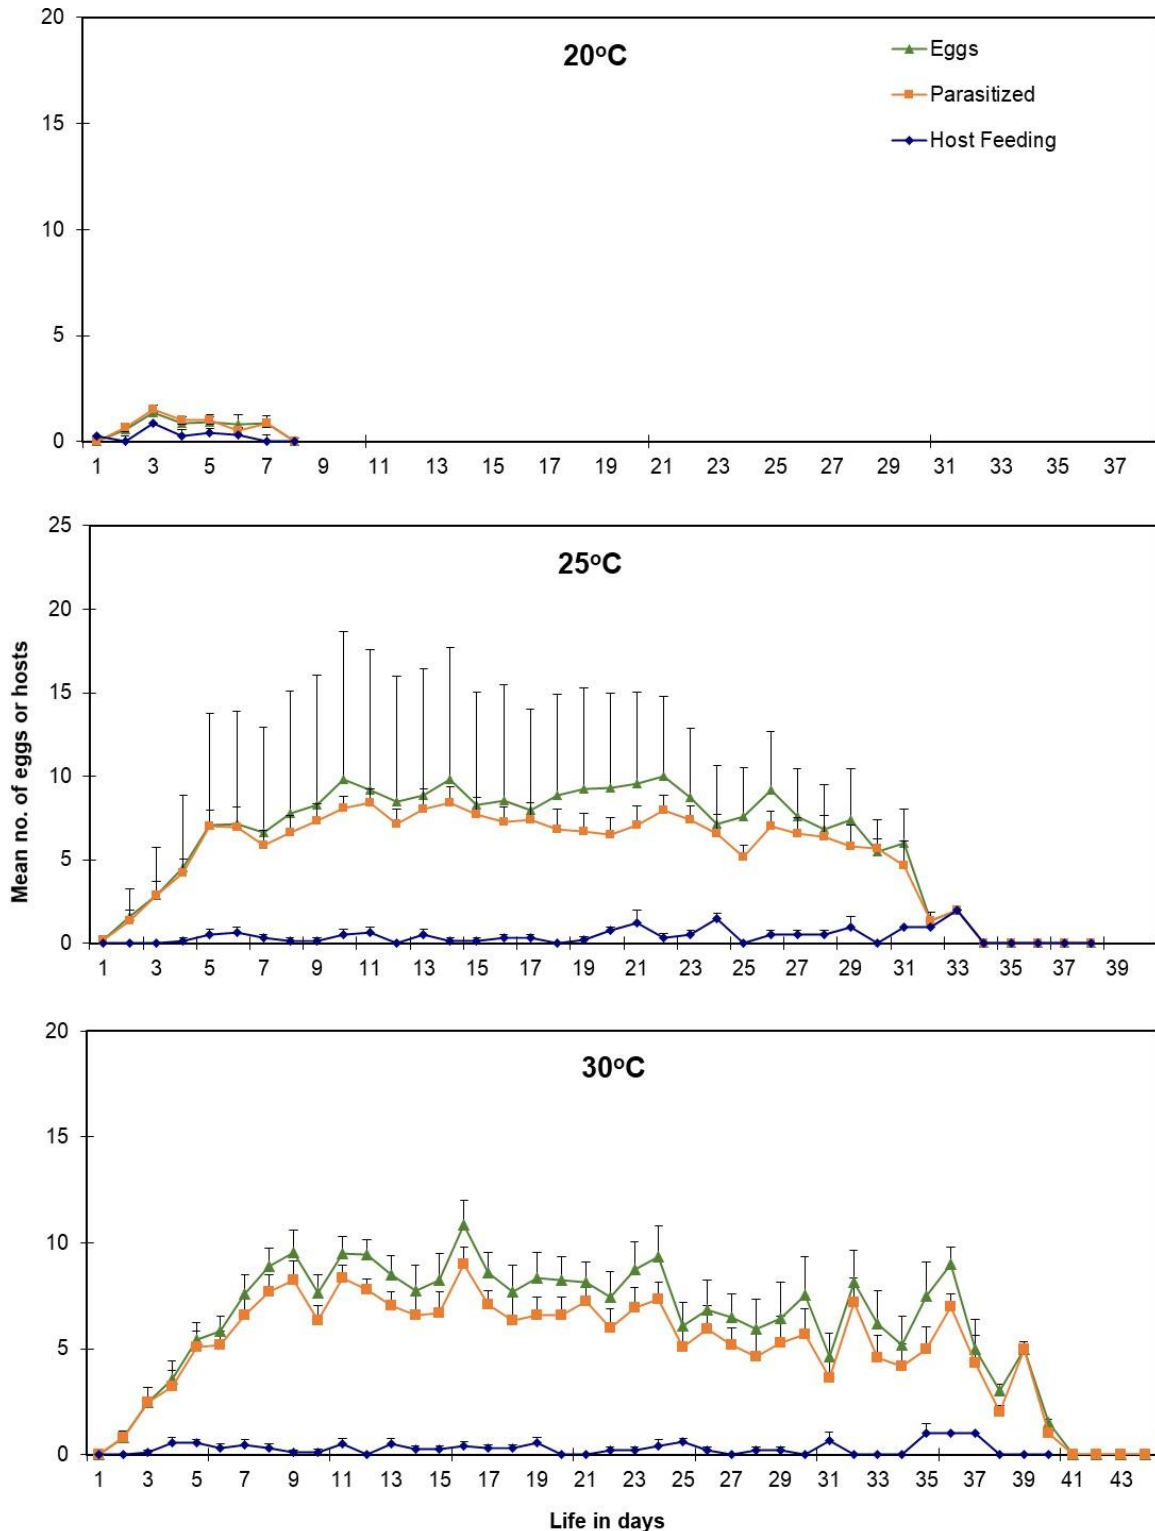 20°C
Eggs
Parasitized
Host Feeding
20
15
10
5
0
1 3 5 7 9 11 13 15 17 19 21 23 25 27 29 31 33 35 37
25°C
Mean no. of eggs or hosts
25
20
15
10
5
0
1 3 5 7 9 11 13 15 17 19 21 23 25 27 29 31 33 35 37 39
30°C
20
15
10
5
0
1 3 5 7 9 11 13 15 17 19 21 23 25 27 29 31 33 35 37 39 41 43
Life in days